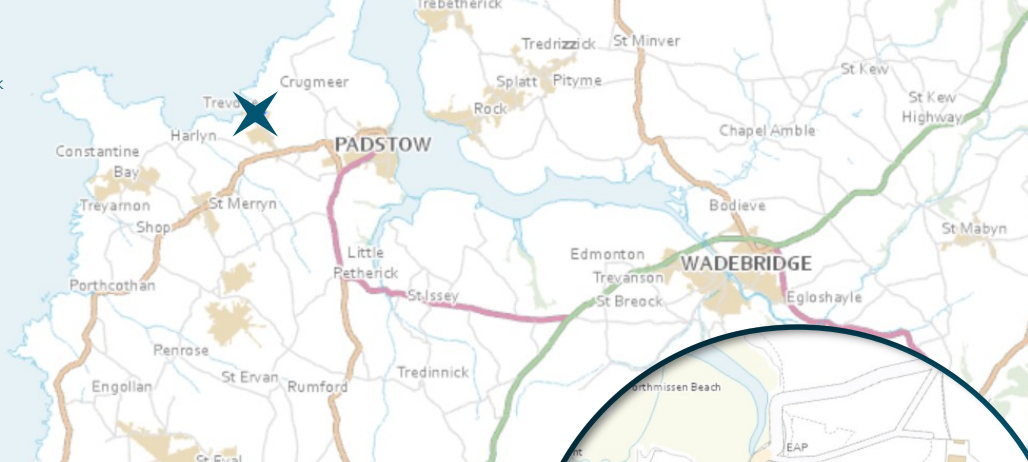 Trebetherick
Tredrizzick
St Minver
Crugmeer
Splatt
Pityme
St Kew
Rock
St Kew
Highway
Harlyn
Chapel Amble
PADSTOW
Constantine
Bay
Treyarnon
St Merryn
Bodieve
Shop
St Mabyn
Little
Petherick
Edmonton
WADEBRIDGE
Trevanson
Porthcothan
St Issey
St Breock
Egloshayle
Penrose
Tredinnick
St Ervan
Rumford
Engollan
orthmissen Beach
EAP
St Eval